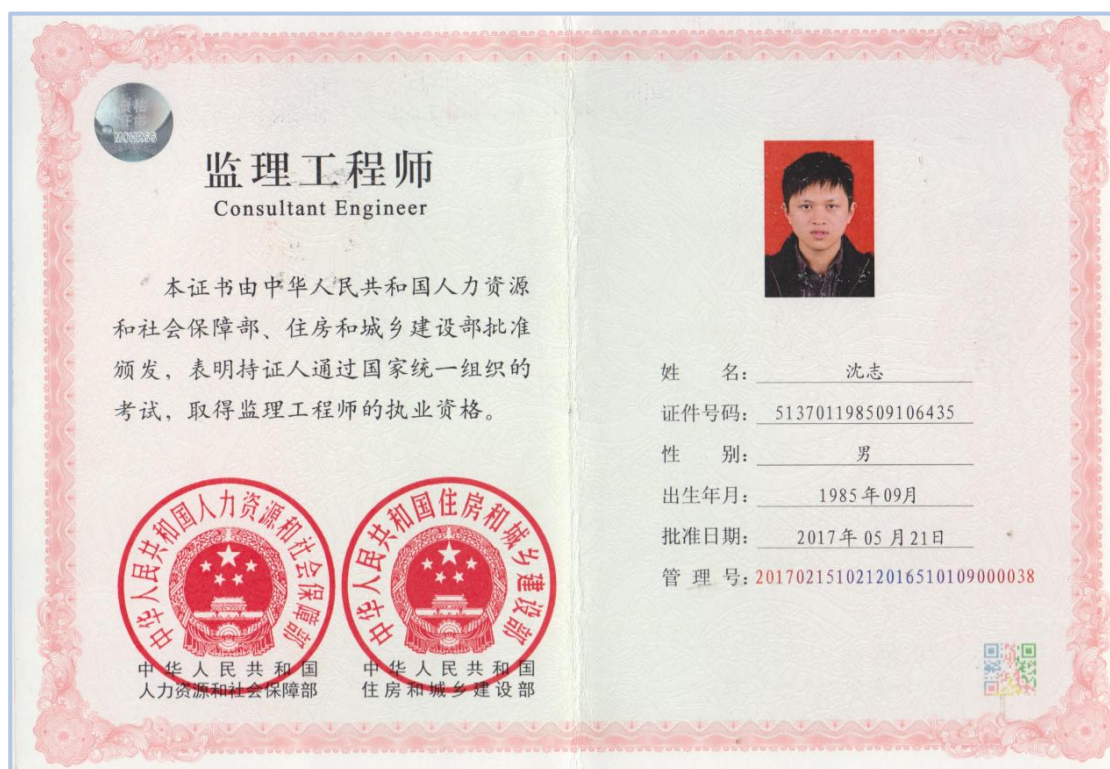 监理工程师
Consultant Engineer
本证书由中华人民共和国人力资源
和社会保障部、住房和城乡建设部批准
颁发，表明持证人通过国家统一组织的
考试，取得监理工程师的执业资格。
中华人民共和国人力资源和社会保障部
中华人民共和国住房和城乡建设部
中华人民共和国
人力资源和社会保障部
中华人民共和国
住房和城乡建设部
姓 名： 沈志
证件号码： 513701198509106435
性 别： 男
出生年月： 1985年09月
批准日期： 2017年05月21日
管 理 号： 2017021510212016510109000038